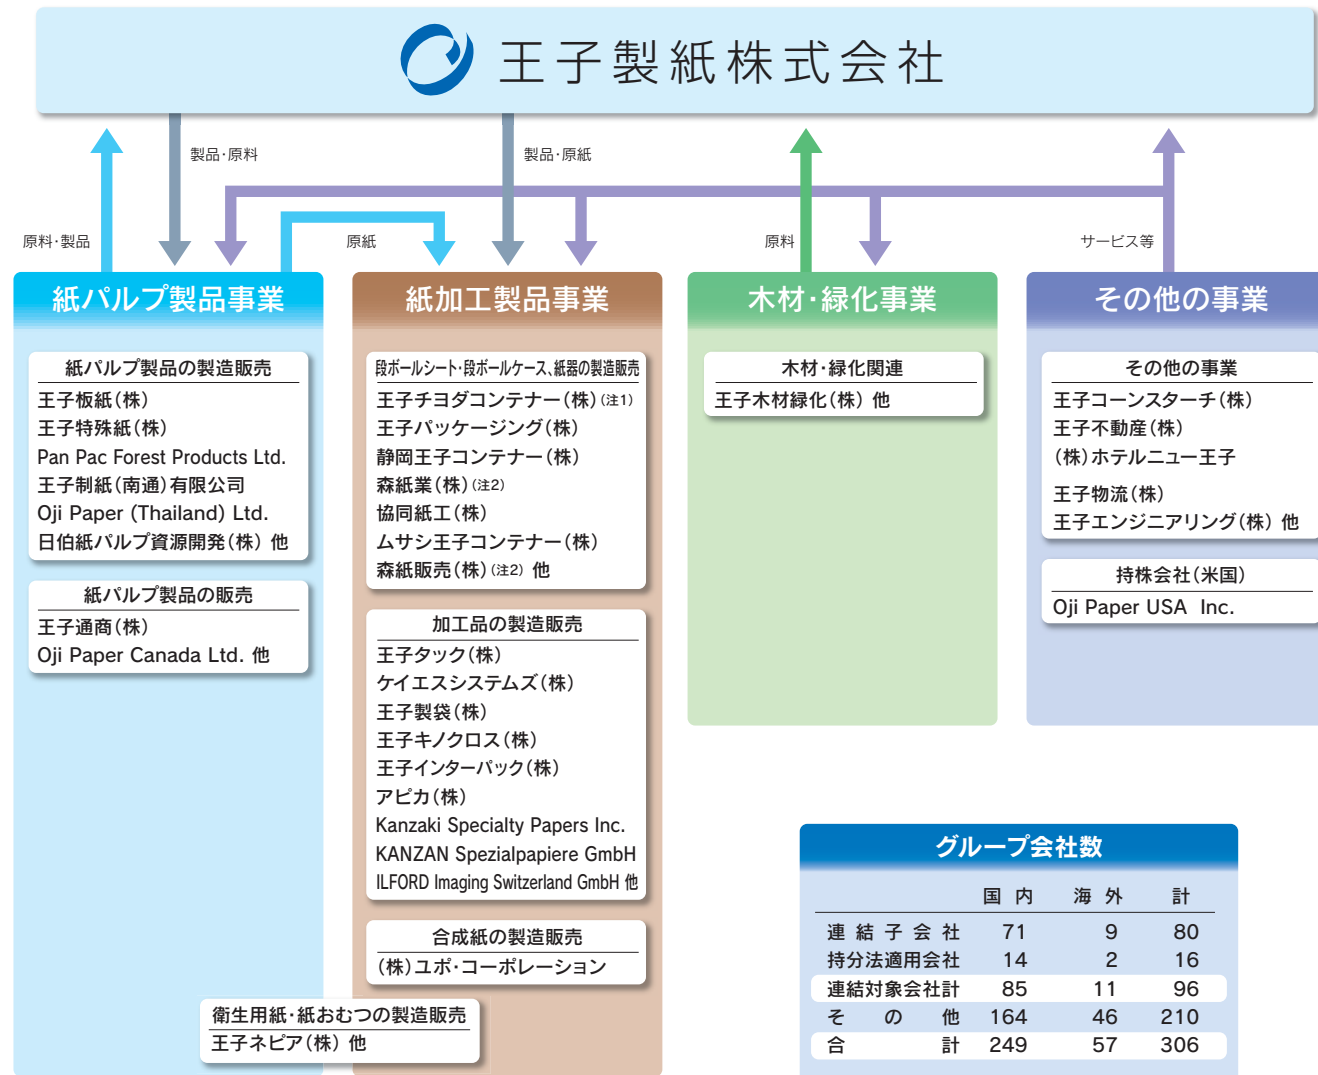 王子製紙株式会社
製品・原料
製品・原紙
原料・製品
原紙
原料
サービス等
紙パルプ製品事業
紙パルプ製品の製造販売
王子板紙(株)
王子特殊紙(株)
Pan Pac Forest Products Ltd.
王子制紙(南通)有限公司
Oji Paper (Thailand) Ltd.
日伯紙パルプ資源開発(株) 他
紙パルプ製品の販売
王子通商(株)
Oji Paper Canada Ltd. 他
紙加工製品事業
段ボールシート・段ボールケース、紙器の製造販売
王子チヨダコンテナー(株)(注1)
王子パッケージング(株)
静岡王子コンテナー(株)
森紙業(株)(注2)
協同紙工(株)
ムサシ王子コンテナー(株)
森紙販売(株)(注2) 他
加工品の製造販売
王子タック(株)
ケイエスシステムズ(株)
王子製袋(株)
王子キノクロス(株)
王子インターパック(株)
アピカ(株)
Kanzaki Specialty Papers Inc.
KANZAN Spezialpapiere GmbH
ILFORD Imaging Switzerland GmbH 他
合成紙の製造販売
(株)ユポ・コーポレーション
衛生用紙・紙おむつの製造販売
王子ネピア(株) 他
木材・緑化事業
木材・緑化関連
王子木材緑化(株) 他
その他の事業
その他の事業
王子コーンスターチ(株)
王子不動産(株)
(株)ホテルニュー王子
王子物流(株)
王子エンジニアリング(株) 他
持株会社(米国)
Oji Paper USA Inc.
グループ会社数
国内 海外 計
連結子会社 71 9 80
持分法適用会社 14 2 16
連結対象会社計 85 11 96
その他 164 46 210
合計 249 57 306